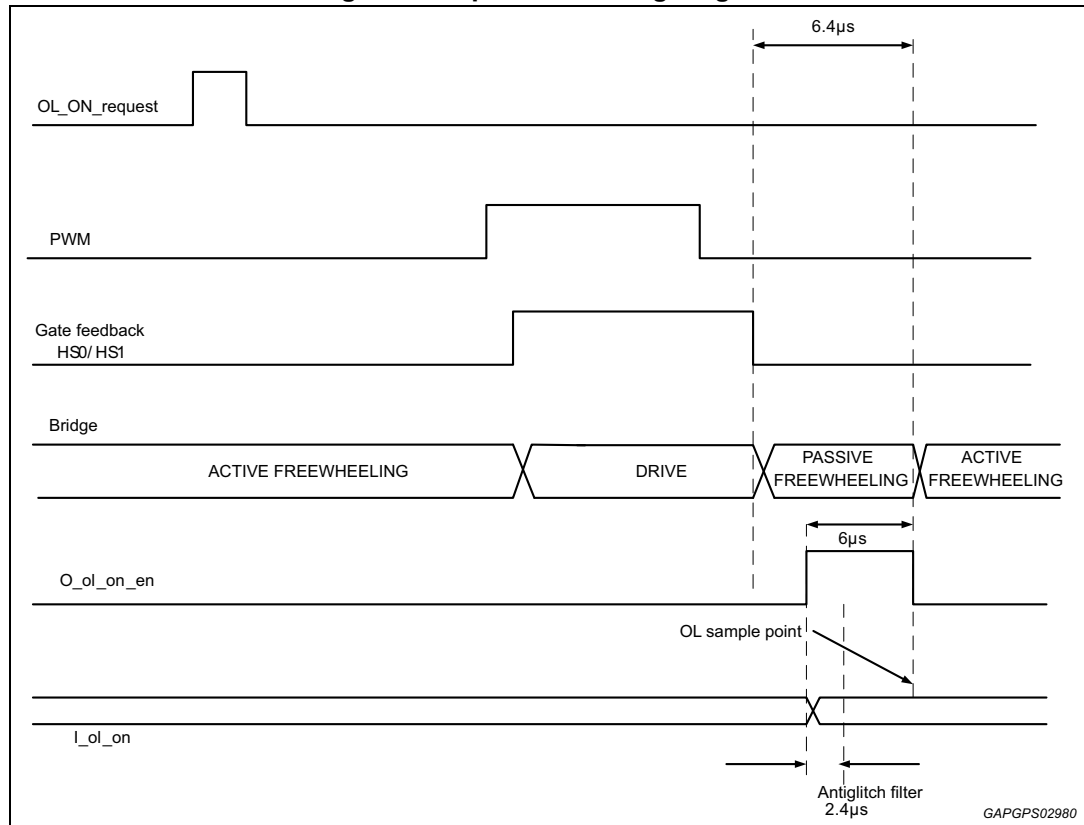 6.4µs
OL_ON_request
PWM
Gate feedback
HS0/ HS1
Bridge
ACTIVE FREEWHEELING
DRIVE
PASSIVE
FREEWHEELING
ACTIVE
FREEWHEELING
6µs
O_ol_on_en
OL sample point
I_ol_on
Antiglitch filter
2.4µs
GAPGPS02980